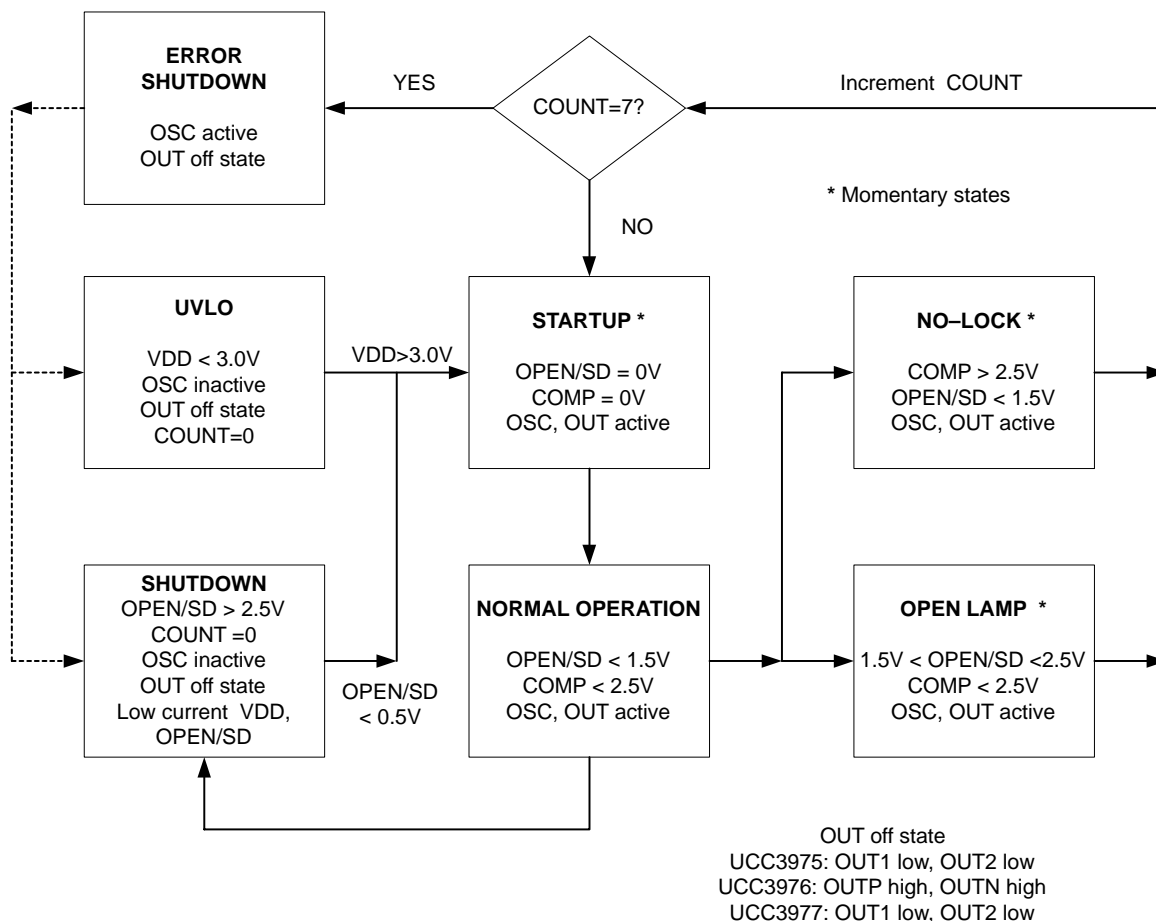 ERROR
SHUTDOWN
OSC active
OUT off state
YES
COUNT=7?
Increment COUNT
* Momentary states
NO
UVLO
VDD < 3.0V
OSC inactive
OUT off state
COUNT=0
VDD>3.0V
STARTUP *
OPEN/SD = 0V
COMP = 0V
OSC, OUT active
NO–LOCK *
COMP > 2.5V
OPEN/SD < 1.5V
OSC, OUT active
SHUTDOWN
OPEN/SD > 2.5V
COUNT =0
OSC inactive
OUT off state
Low current VDD,
OPEN/SD
OPEN/SD
< 0.5V
NORMAL OPERATION
OPEN/SD < 1.5V
COMP < 2.5V
OSC, OUT active
OPEN LAMP *
1.5V < OPEN/SD <2.5V
COMP < 2.5V
OSC, OUT active
OUT off state
UCC3975: OUT1 low, OUT2 low
UCC3976: OUTP high, OUTN high
UCC3977: OUT1 low, OUT2 low